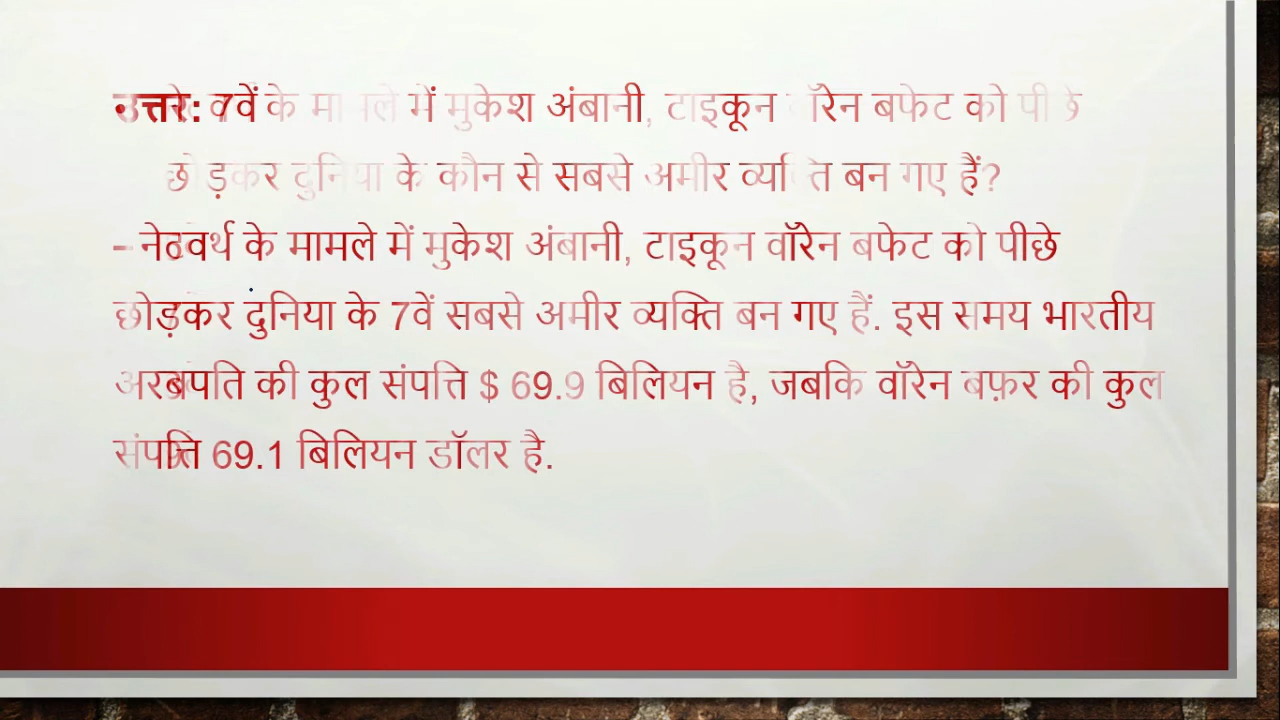 उत्तर: 7वें के मामले में मुकेश अंबानी, टाइकून वॉरेन बफेट को पीछे
छोड़कर दुनिया के कौन से सबसे अमीर व्यक्ति बन गए हैं?
– नेटवर्थ के मामले में मुकेश अंबानी, टाइकून वॉरेन बफेट को पीछे
छोड़कर दुनिया के 7वें सबसे अमीर व्यक्ति बन गए हैं. इस समय भारतीय
अरबपति की कुल संपत्ति $ 69.9 बिलियन है, जबकि वॉरेन बफ़र की कुल
संपत्ति 69.1 बिलियन डॉलर है.